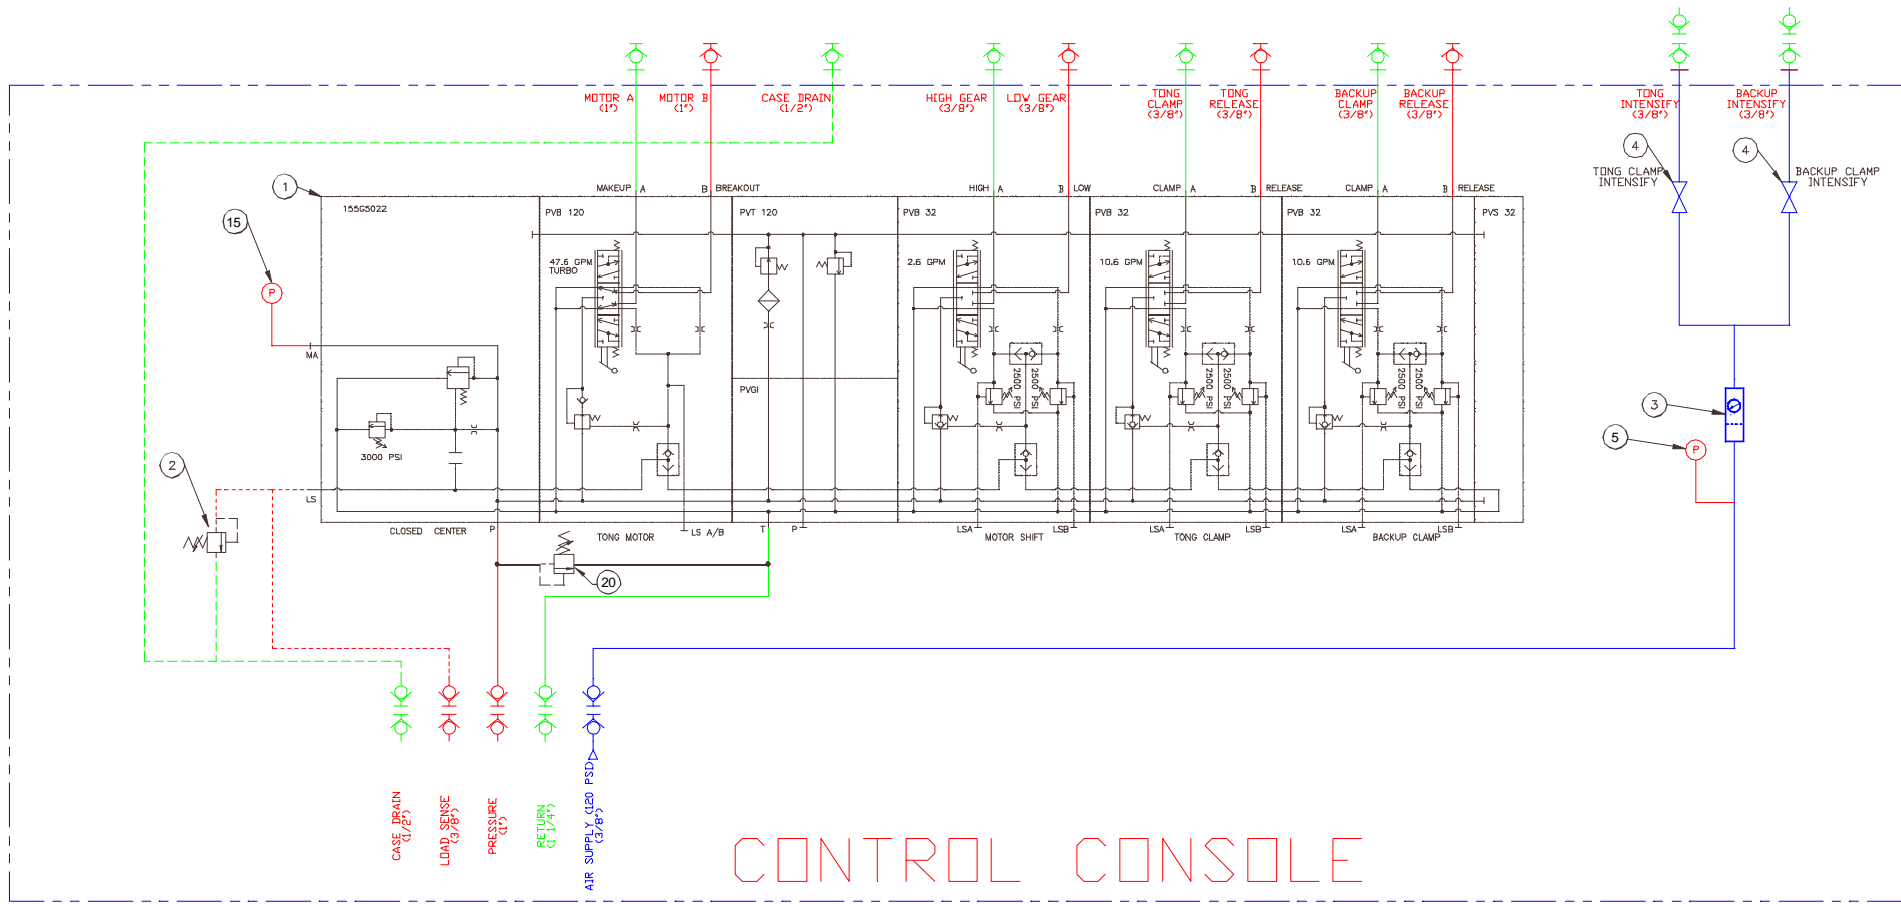 MOTOR A
(1")
MOTOR B
(1")
CASE DRAIN
(1/2")
HIGH GEAR
(3/8")
LOW GEAR
(3/8")
TONG
CLAMP
(3/8")
TONG
RELEASE
(3/8")
BACKUP
CLAMP
(3/8")
BACKUP
RELEASE
(3/8")
TONG
INTENSIFY
(3/8")
BACKUP
INTENSIFY
(3/8")
4
4
TONG CLAMP
INTENSIFY
BACKUP CLAMP
INTENSIFY
1
MAKEUP A
B BREAKOUT
HIGH A
B LOW
CLAMP A
B RELEASE
CLAMP A
B RELEASE
155G5022
PVB 120
PVT 120
PVB 32
PVB 32
PVB 32
PVS 32
15
P
47.6 GPM
TURBO
2.6 GPM
10.6 GPM
10.6 GPM
MA
PVGI
2500 PSI
2500 PSI
2500 PSI
2500 PSI
2500 PSI
2500 PSI
3
5
P
3000 PSI
2
LS
CLOSED CENTER
P
TONG MOTOR
LS A/B
T
P
LSA
MOTOR SHIFT
LSB
LSA
TONG CLAMP
LSB
LSA
BACKUP CLAMP
LSB
20
CASE DRAIN
(1/2")
LOAD SENSE
(3/8")
PRESSURE
(1")
RETURN
(1 1/4")
AIR SUPPLY (120 PSI)
(3/8")
CONTROL CONSOLE